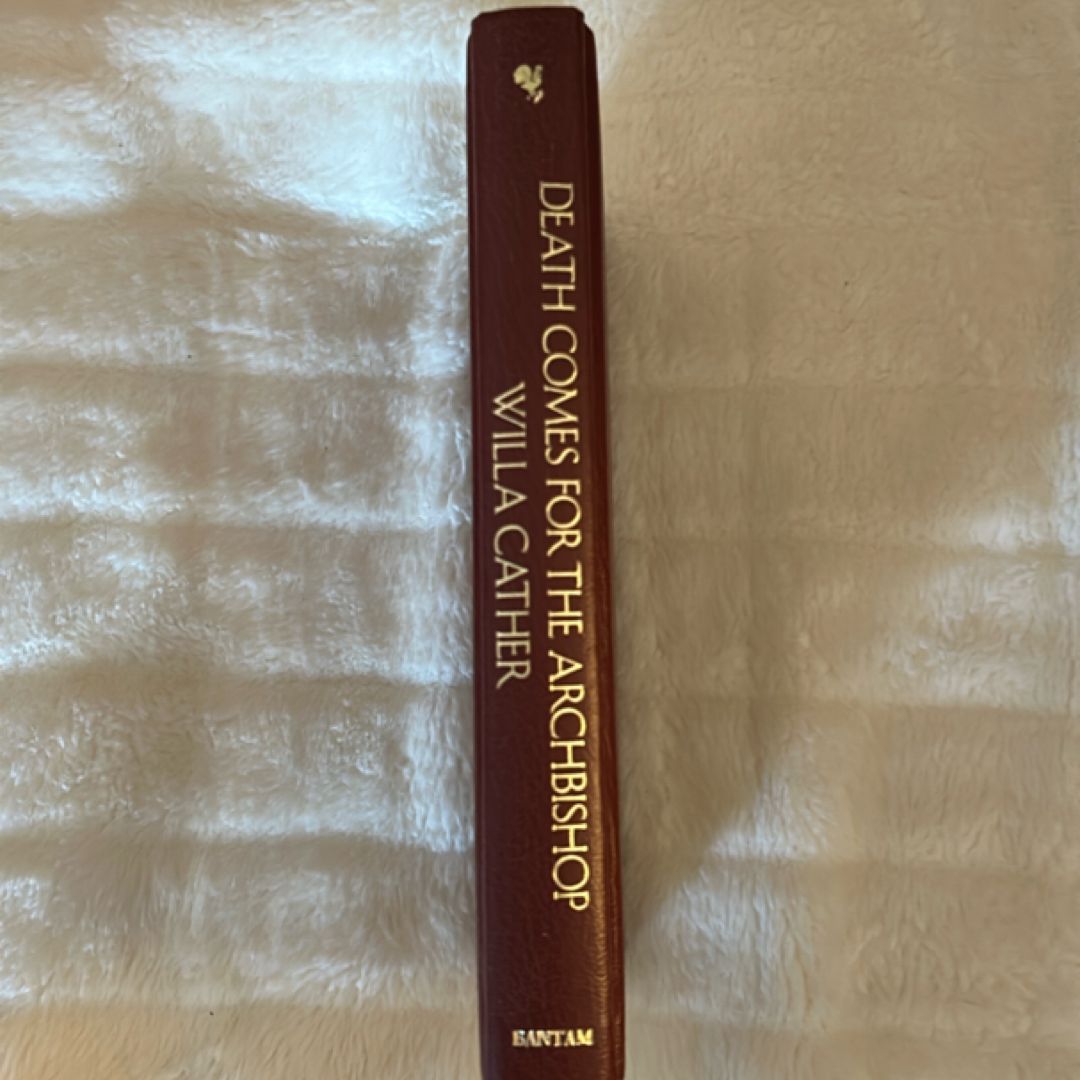 DEATH COMES FOR THE ARCHBISHOP
WILLA CATHER
BANTAM